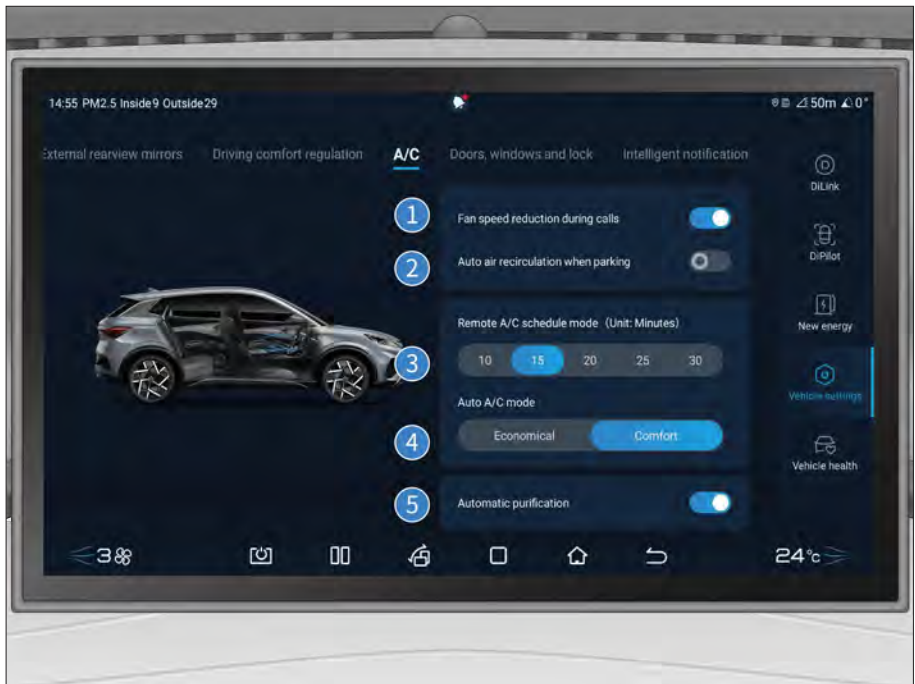 14:55 PM2.5 Inside9 Outside29
50m 0°
External rearview mirrors Driving comfort regulation A/C Doors, windows and lock Intelligent notification
DiLink
1 Fan speed reduction during calls
2 Auto air recirculation when parking
DiPilot
Remote A/C schedule mode (Unit: Minutes)
New energy
3 10 15 20 25 30
Auto A/C mode
Vehicle settings
4 Economical Comfort
Vehicle health
5 Automatic purification
3 24°c